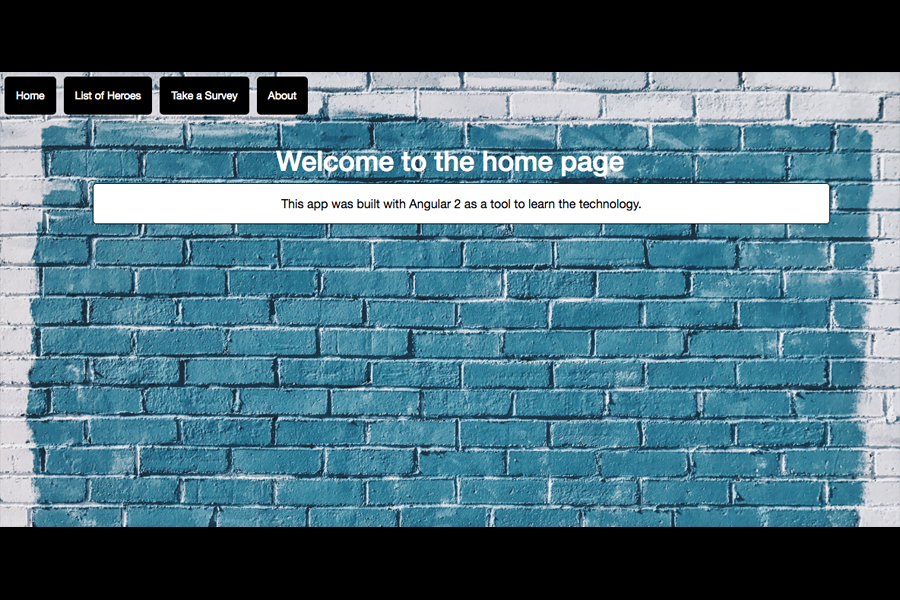 Home List of Heroes Take a Survey About
Welcome to the home page
This app was built with Angular 2 as a tool to learn the technology.